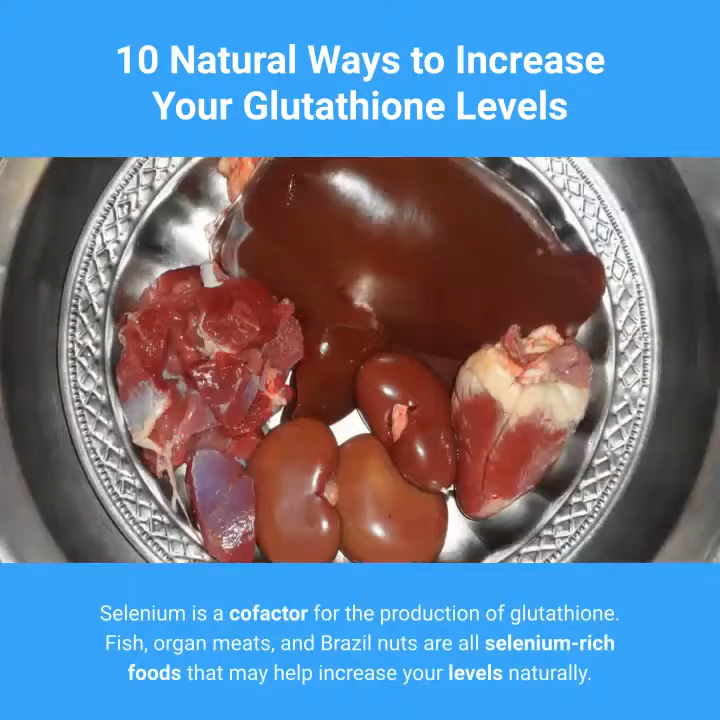 10 Natural Ways to Increase
Your Glutathione Levels
Selenium is a cofactor for the production of glutathione.
Fish, organ meats, and Brazil nuts are all selenium-rich
foods that may help increase your levels naturally.